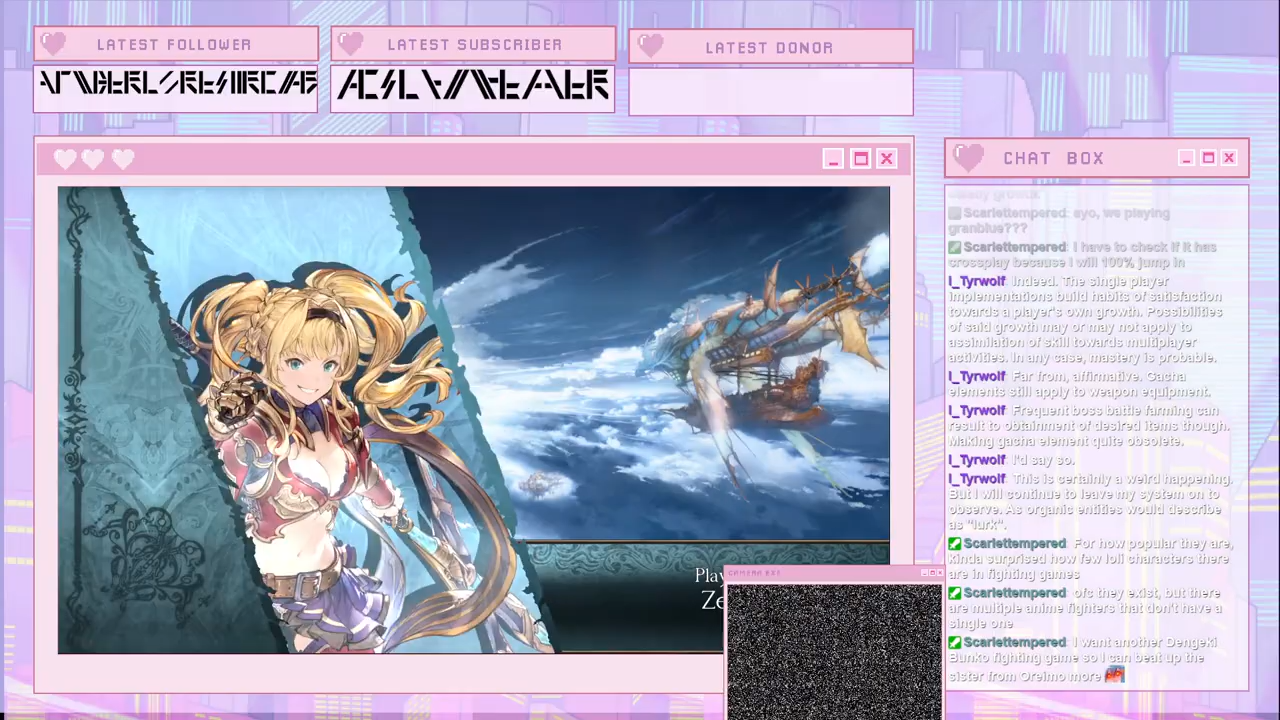 LATEST FOLLOWER
LATEST SUBSCRIBER
LATEST DONOR
CHAT BOX
steady growth.
Scarlettempered: ayo, we playing
granblue???
Scarlettempered: I have to check if it has
crossplay because I will 100% jump in
I_Tyrwolf: Indeed. The single player
implementations build habits of satisfaction
towards a player's own growth. Possibilities
of said growth may or may not apply to
assimilation of skill towards multiplayer
activities. In any case, mastery is probable.
I_Tyrwolf: Far from, affirmative. Gacha
elements still apply to weapon equipment.
I_Tyrwolf: Frequent boss battle farming can
result to obtainment of desired items though.
Making gacha element quite obsolete.
I_Tyrwolf: I'd say so.
I_Tyrwolf: This is certainly a weird happening.
But I will continue to leave my system on to
observe. As organic entities would describe
as "lurk".
Scarlettempered: For how popular they are,
kinda surprised how few loli characters there
are in fighting games
Scarlettempered: ofc they exist, but there
are multiple anime fighters that don't have a
single one
Scarlettempered: I want another Dengeki
Bunko fighting game so I can beat up the
sister from Oreimo more
Play
Ze